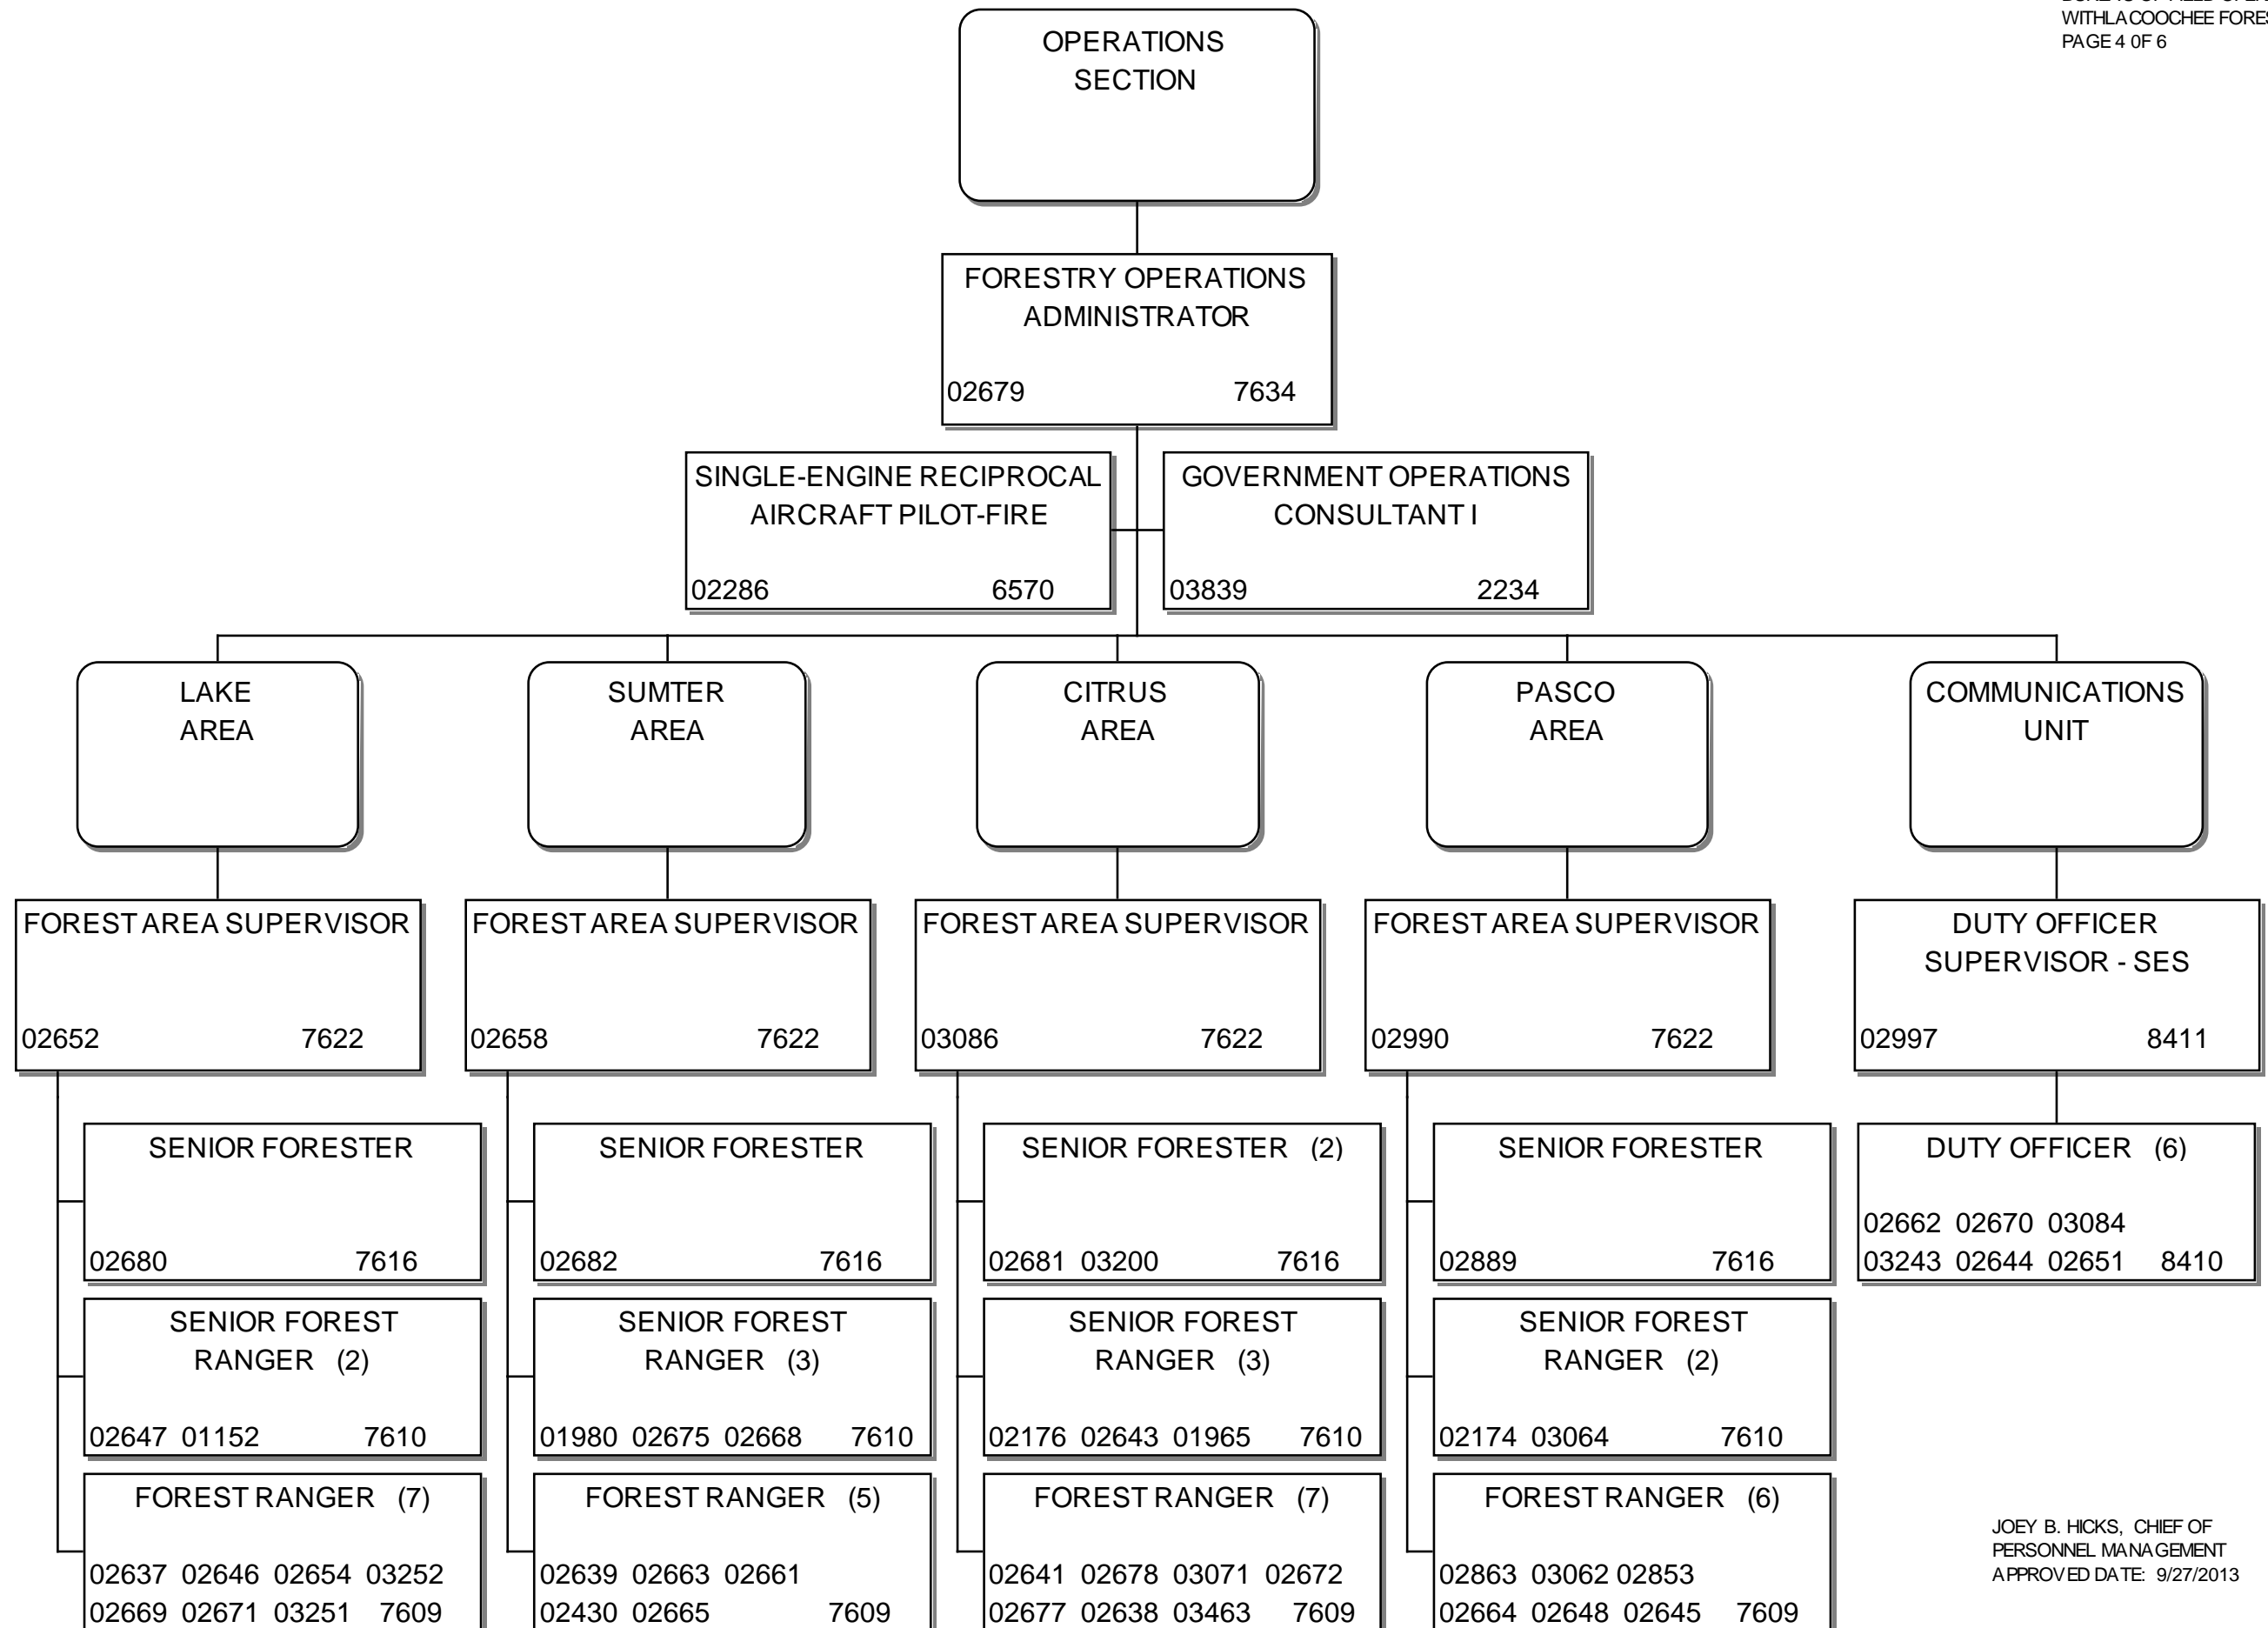 WITHLACOOCHEE FORES
PAGE 4 0F 6
OPERATIONS
SECTION
FORESTRY OPERATIONS
ADMINISTRATOR
02679 7634
SINGLE-ENGINE RECIPROCAL
AIRCRAFT PILOT-FIRE
02286 6570
GOVERNMENT OPERATIONS
CONSULTANT I
03839 2234
LAKE
AREA
SUMTER
AREA
CITRUS
AREA
PASCO
AREA
COMMUNICATIONS
UNIT
FOREST AREA SUPERVISOR
02652 7622
FOREST AREA SUPERVISOR
02658 7622
FOREST AREA SUPERVISOR
03086 7622
FOREST AREA SUPERVISOR
02990 7622
DUTY OFFICER
SUPERVISOR - SES
02997 8411
SENIOR FORESTER
02680 7616
SENIOR FORESTER
02682 7616
SENIOR FORESTER (2)
02681 03200 7616
SENIOR FORESTER
02889 7616
DUTY OFFICER (6)
02662 02670 03084
03243 02644 02651 8410
SENIOR FOREST
RANGER (2)
02647 01152 7610
SENIOR FOREST
RANGER (3)
01980 02675 02668 7610
SENIOR FOREST
RANGER (3)
02176 02643 01965 7610
SENIOR FOREST
RANGER (2)
02174 03064 7610
FOREST RANGER (7)
02637 02646 02654 03252
02669 02671 03251 7609
FOREST RANGER (5)
02639 02663 02661
02430 02665 7609
FOREST RANGER (7)
02641 02678 03071 02672
02677 02638 03463 7609
FOREST RANGER (6)
02863 03062 02853
02664 02648 02645 7609
JOEY B. HICKS, CHIEF OF
PERSONNEL MANAGEMENT
APPROVED DATE: 9/27/2013